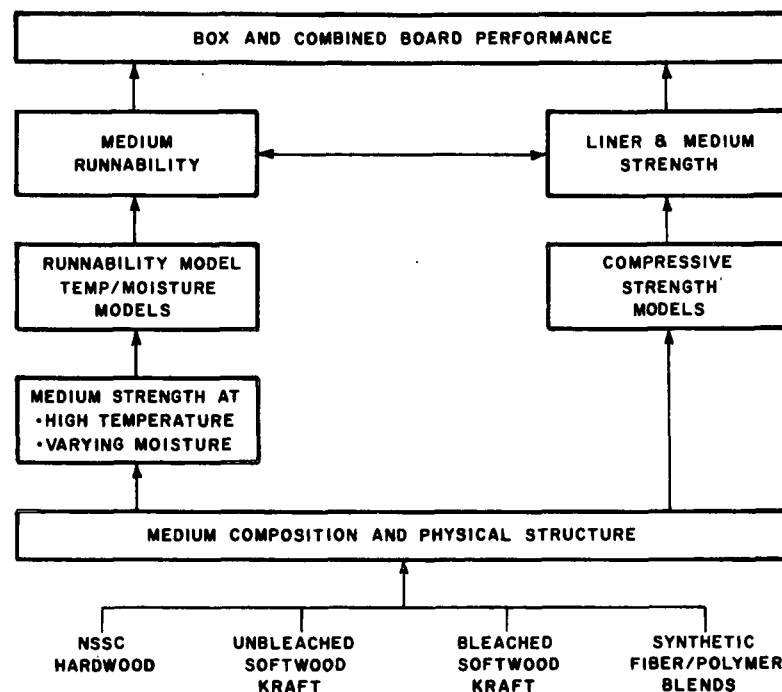 BOX AND COMBINED BOARD PERFORMANCE
MEDIUM
RUNNABILITY
LINER & MEDIUM
STRENGTH
RUNNABILITY MODEL
TEMP/MOISTURE
MODELS
COMPRESSIVE
STRENGTH
MODELS
MEDIUM STRENGTH AT
•HIGH TEMPERATURE
•VARYING MOISTURE
MEDIUM COMPOSITION AND PHYSICAL STRUCTURE
NSSC
HARDWOOD
UNBLEACHED
SOFTWOOD
KRAFT
BLEACHED
SOFTWOOD
KRAFT
SYNTHETIC
FIBER/POLYMER
BLENDS